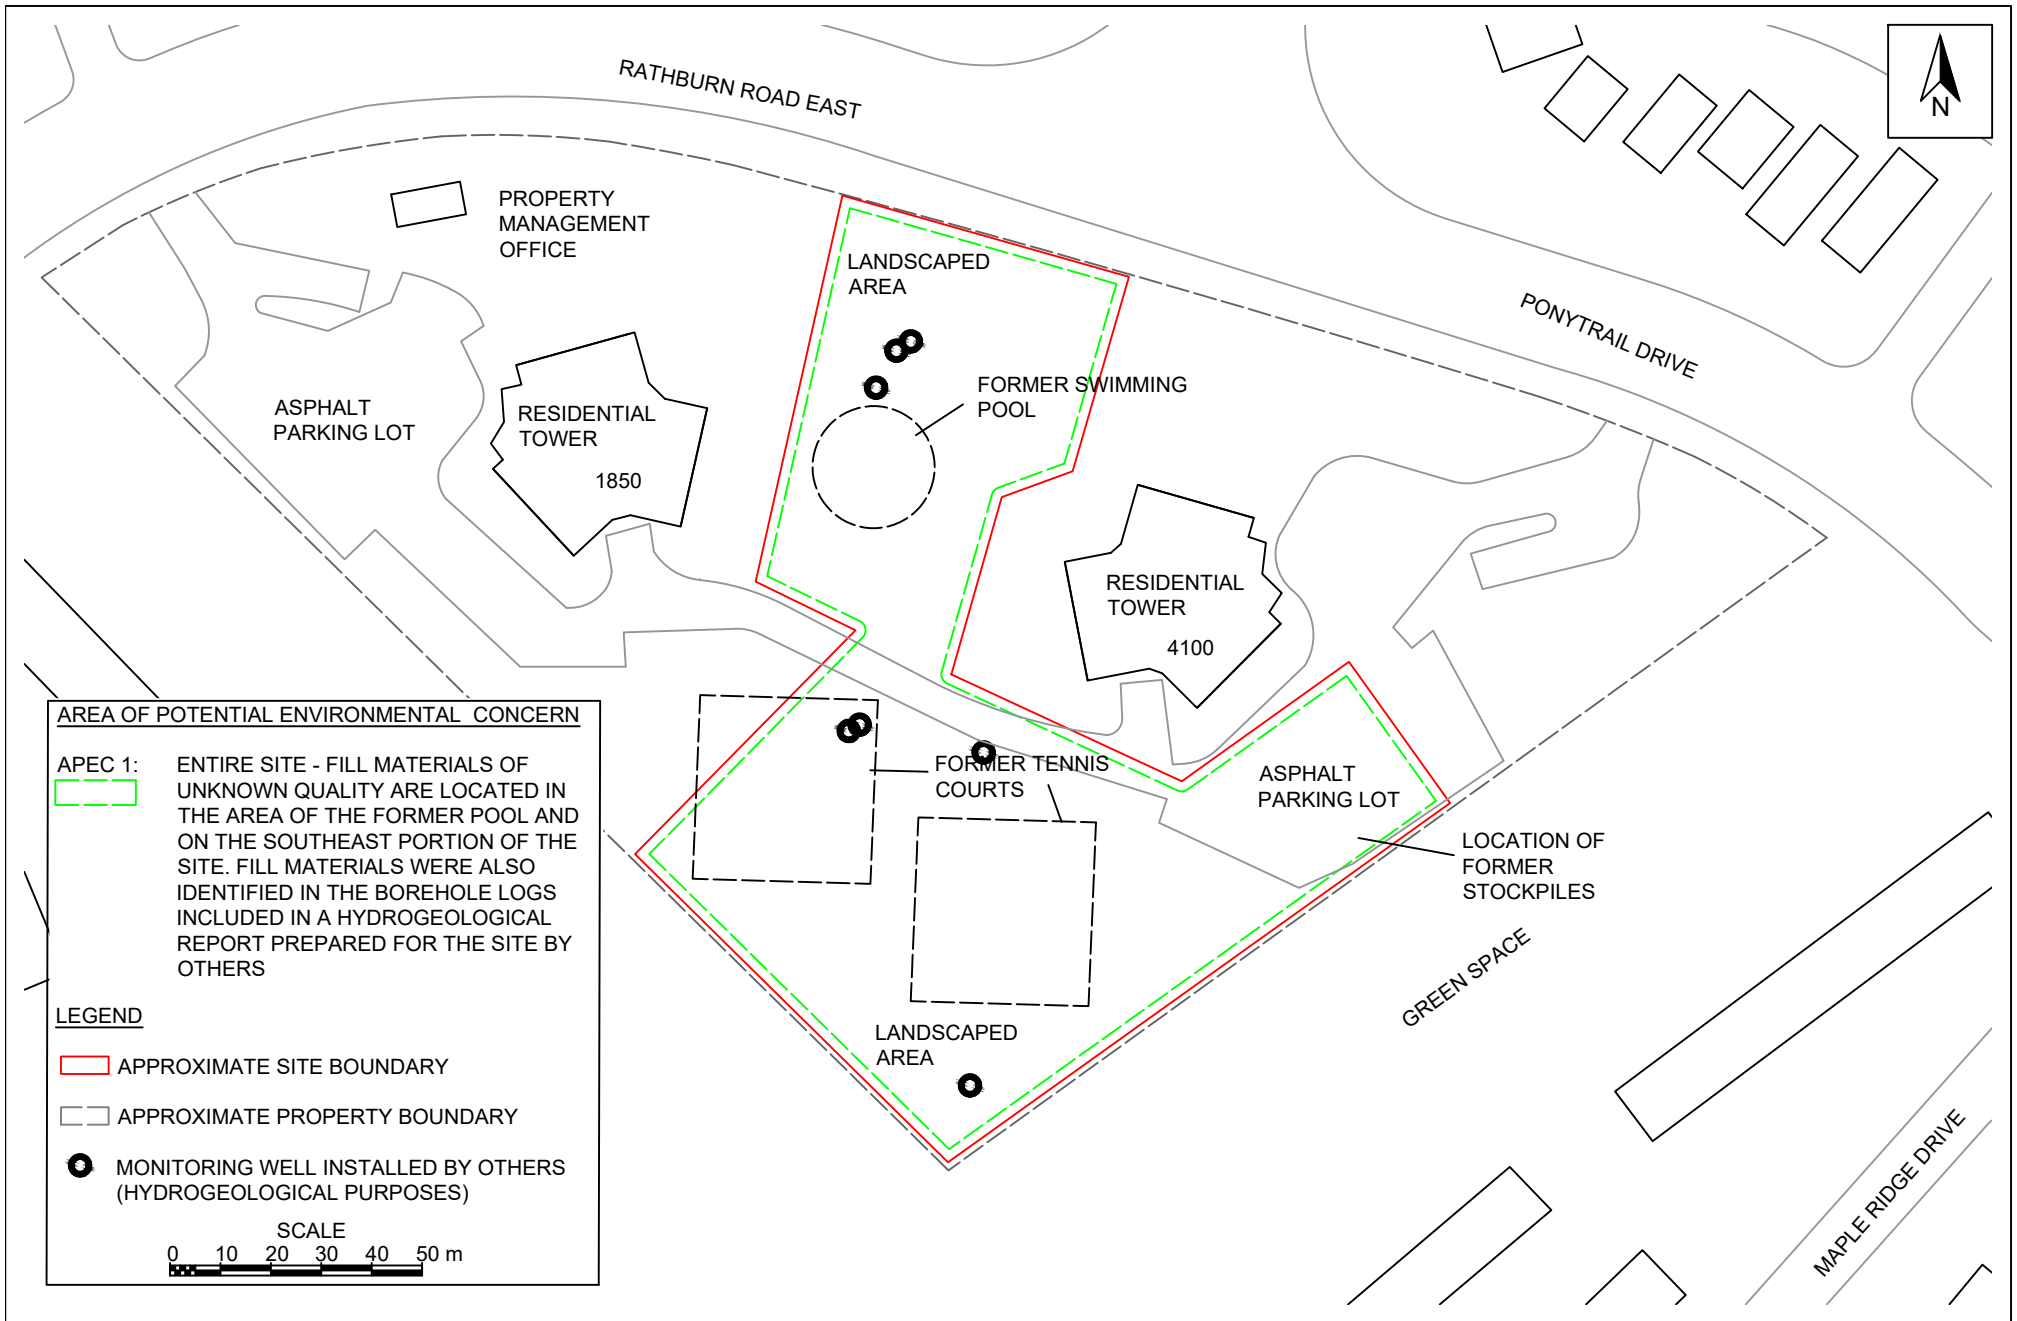 RATHBURN ROAD EAST
N
PROPERTY
MANAGEMENT
OFFICE
LANDSCAPED
AREA
PONYTRAIL DRIVE
FORMER SWIMMING
POOL
ASPHALT
PARKING LOT
RESIDENTIAL
TOWER
1850
RESIDENTIAL
TOWER
4100
FORMER TENNIS
COURTS
ASPHALT
PARKING LOT
LOCATION OF
FORMER
STOCKPILES
GREEN SPACE
LANDSCAPED
AREA
MAPLE RIDGE DRIVE
AREA OF POTENTIAL ENVIRONMENTAL CONCERN
APEC 1:
ENTIRE SITE - FILL MATERIALS OF
UNKNOWN QUALITY ARE LOCATED IN
THE AREA OF THE FORMER POOL AND
ON THE SOUTHEAST PORTION OF THE
SITE. FILL MATERIALS WERE ALSO
IDENTIFIED IN THE BOREHOLE LOGS
INCLUDED IN A HYDROGEOLOGICAL
REPORT PREPARED FOR THE SITE BY
OTHERS
LEGEND
APPROXIMATE SITE BOUNDARY
APPROXIMATE PROPERTY BOUNDARY
MONITORING WELL INSTALLED BY OTHERS
(HYDROGEOLOGICAL PURPOSES)
SCALE
0 10 20 30 40 50 m